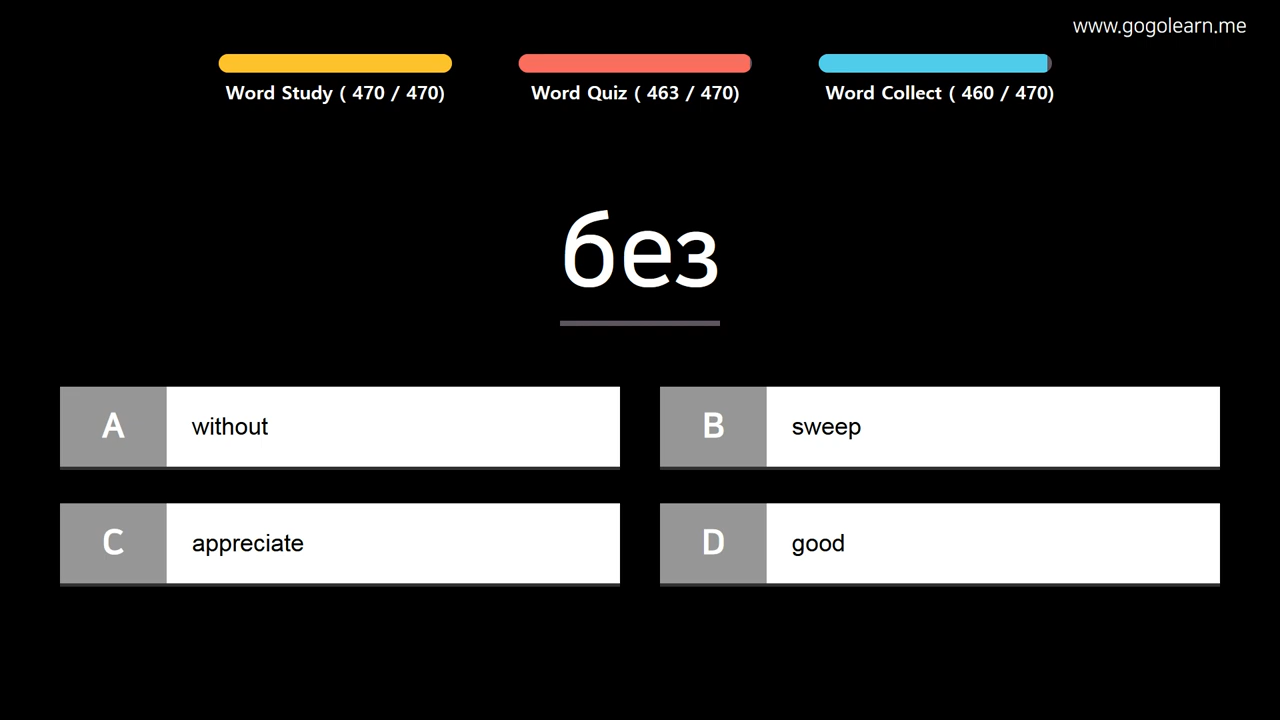 www.gogolearn.me
Word Study ( 470 / 470)
Word Quiz ( 463 / 470)
Word Collect ( 460 / 470)
без
A without
B sweep
C appreciate
D good